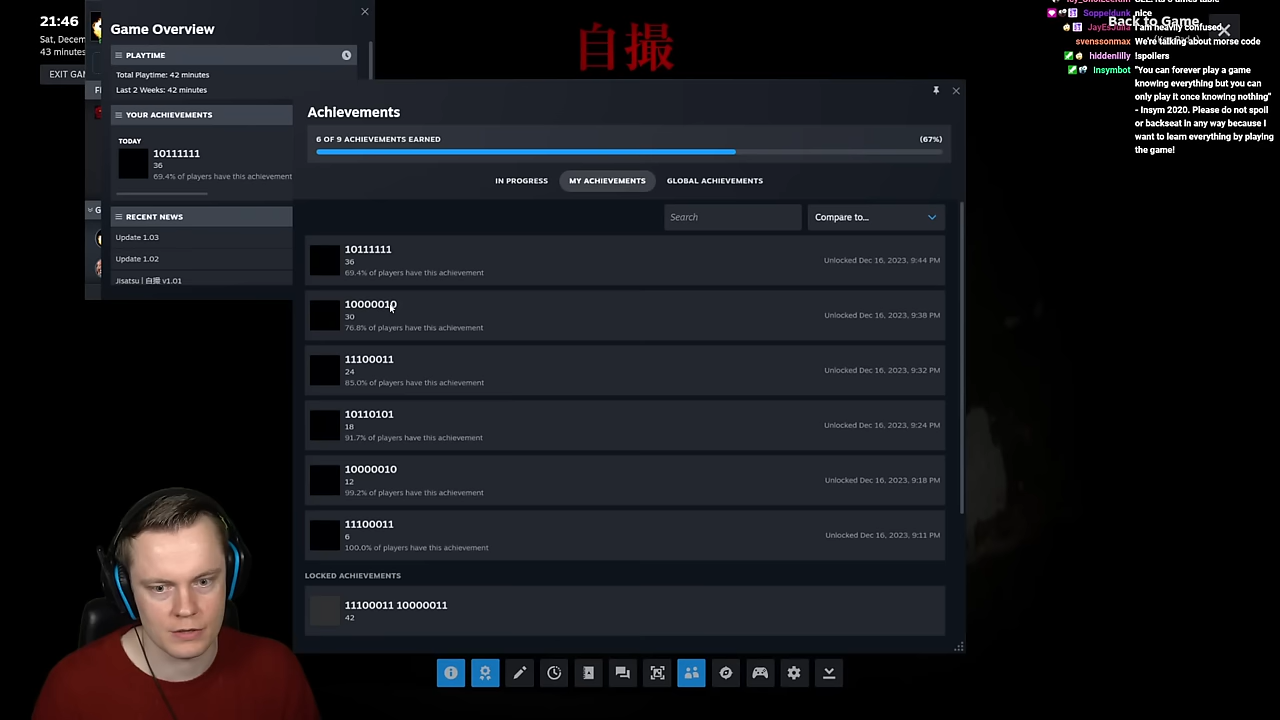 21:46
Sat, Decem
43 minutes
EXIT GAM
Game Overview
PLAYTIME
Total Playtime: 42 minutes
Last 2 Weeks: 42 minutes
YOUR ACHIEVEMENTS
TODAY
10111111
36
69.4% of players have this achievement
RECENT NEWS
Update 1.03
Update 1.02
Jisatsu | 自撮 v1.01
自撮
Achievements
6 OF 9 ACHIEVEMENTS EARNED
(67%)
IN PROGRESS
MY ACHIEVEMENTS
GLOBAL ACHIEVEMENTS
Search
Compare to...
10111111
36
69.4% of players have this achievement
Unlocked Dec 16, 2023, 9:44 PM
10000010
30
76.8% of players have this achievement
Unlocked Dec 16, 2023, 9:38 PM
11100011
24
85.0% of players have this achievement
Unlocked Dec 16, 2023, 9:32 PM
10110101
18
91.7% of players have this achievement
Unlocked Dec 16, 2023, 9:24 PM
10000010
12
99.2% of players have this achievement
Unlocked Dec 16, 2023, 9:18 PM
11100011
6
100.0% of players have this achievement
Unlocked Dec 16, 2023, 9:11 PM
LOCKED ACHIEVEMENTS
11100011 10000011
42
Back to Game
Soppeldunk nice
I am heavily confused
svenssonmax We're talking about morse code
hiddenlilly !spoilers
Insymbot "You can forever play a game
knowing everything but you can
only play it once knowing nothing"
- Insym 2020. Please do not spoil
or backseat in any way because I
want to learn everything by playing
the game!